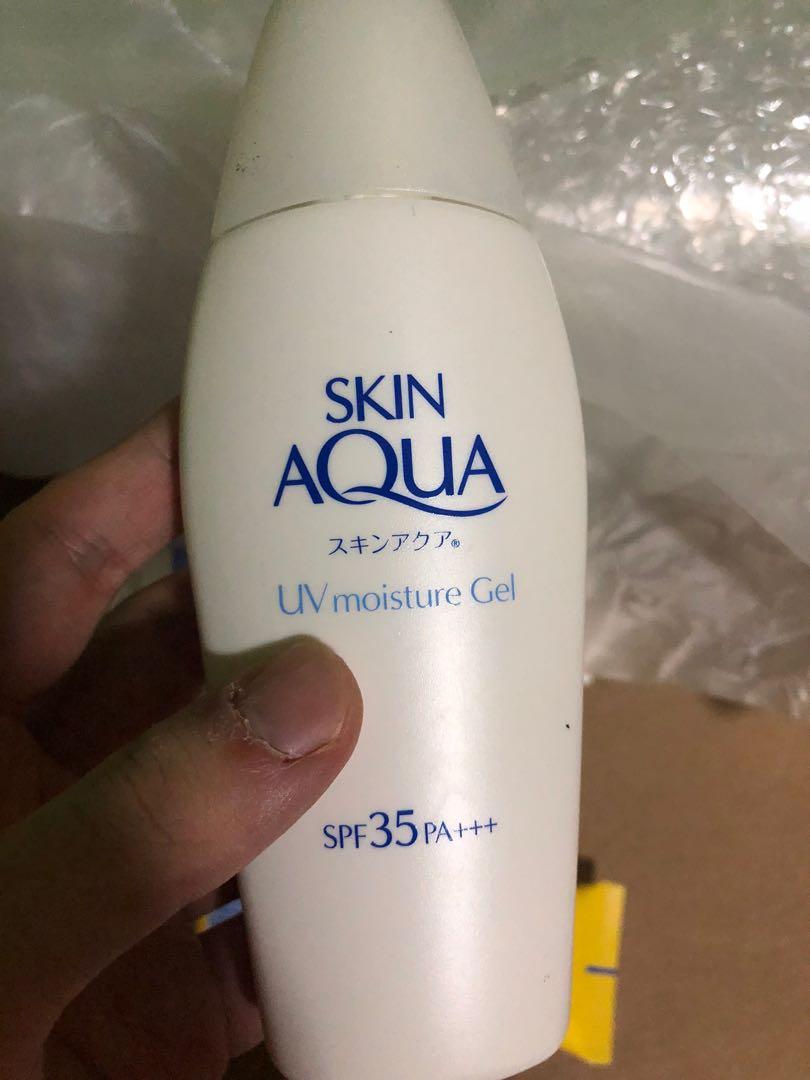 SKIN
AQUA
スキンアクア®
UV moisture Gel
SPF35 PA+++